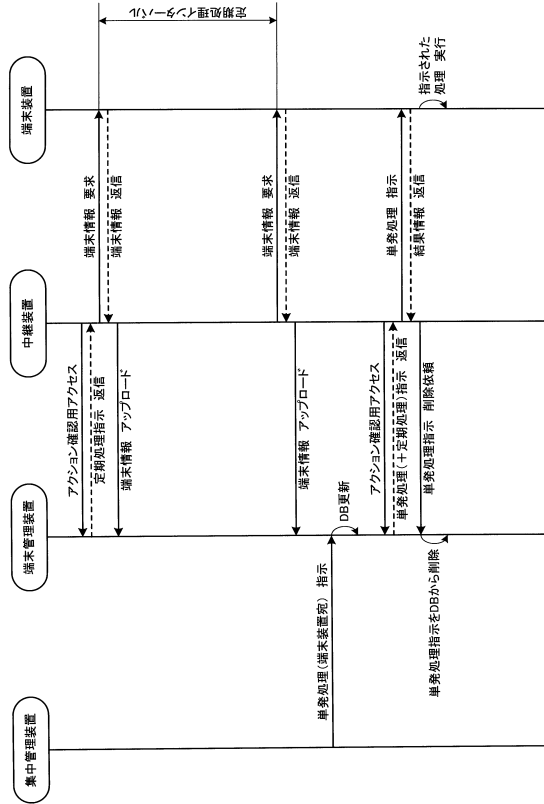 集中管理装置
端末管理装置
中継装置
端末装置
アクション確認用アクセス
定期処理指示 返信
端末情報 要求
端末情報 返信
端末情報 アップロード
定期処理インターバル
端末情報 要求
端末情報 返信
端末情報 アップロード
単発処理(端末装置宛) 指示
DB更新
アクション確認用アクセス
単発処理(+定期処理)指示 返信
単発処理 指示
結果情報 返信
指示された
処理 実行
単発処理指示 削除依頼
単発処理指示をDBから削除